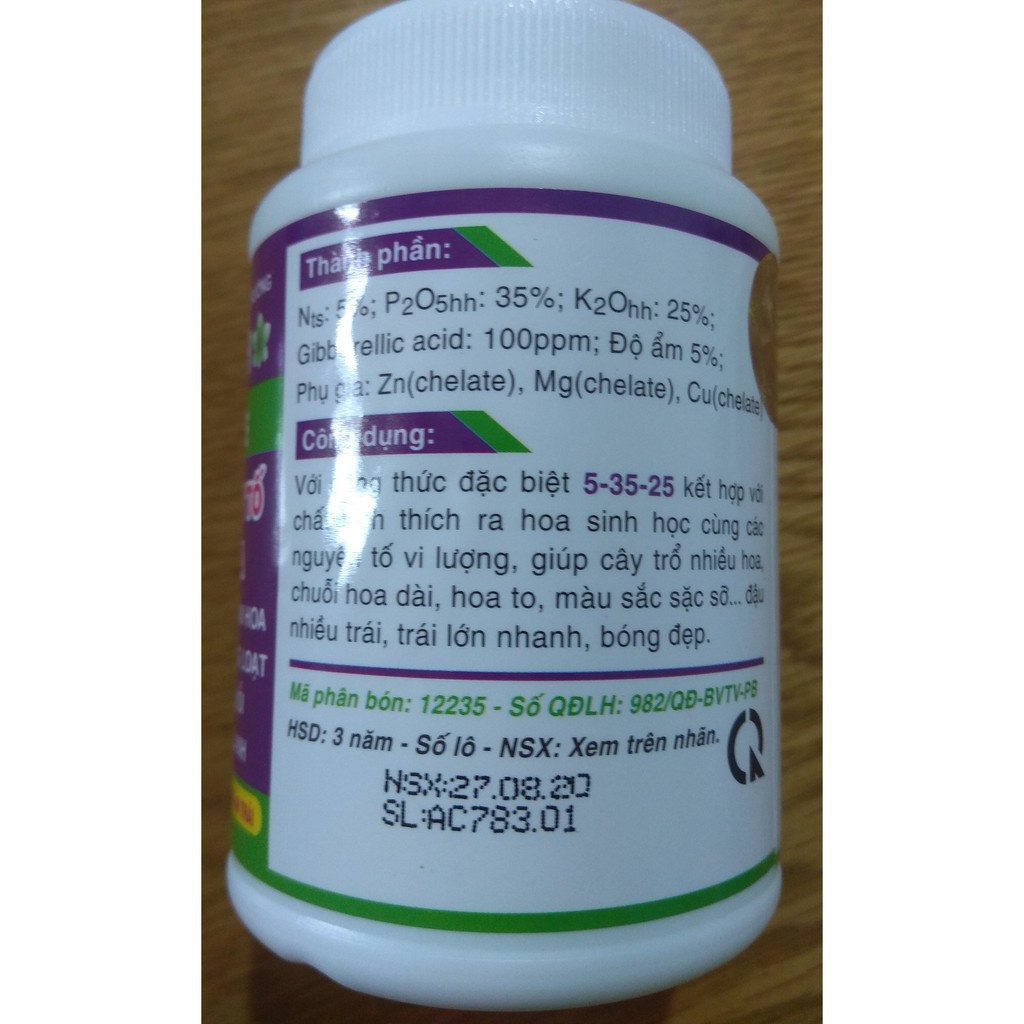 Thành phần:
Nts: 5%; P2O5hh: 35%; K2Ohh: 25%;
Gibberellic acid: 100ppm; Độ ẩm 5%;
Phụ gia: Zn(chelate), Mg(chelate), Cu(chelate)
Công dụng:
Với công thức đặc biệt 5-35-25 kết hợp với
chất kích thích ra hoa sinh học cùng các
nguyên tố vi lượng, giúp cây trổ nhiều hoa,
chuỗi hoa dài, hoa to, màu sắc sặc sỡ... đậu
nhiều trái, trái lớn nhanh, bóng đẹp.
Mã phân bón: 12235 - Số QĐLH: 982/QĐ-BVTV-PB
HSD: 3 năm - Số lô - NSX: Xem trên nhãn.
NSX:27.08.20
SL:AC783.01
HOA
LOẠT